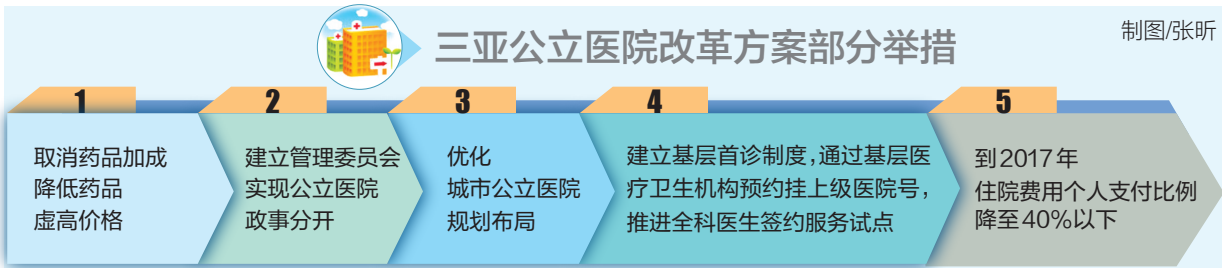 三亚公立医院改革方案部分举措
制图/张昕
1
取消药品加成
降低药品
虚高价格
2
建立管理委员会
实现公立医院
政事分开
3
优化
城市公立医院
规划布局
4
建立基层首诊制度，通过基层医
疗卫生机构预约挂上级医院号，
推进全科医生签约服务试点
5
到2017年
住院费用个人支付比例
降至40%以下